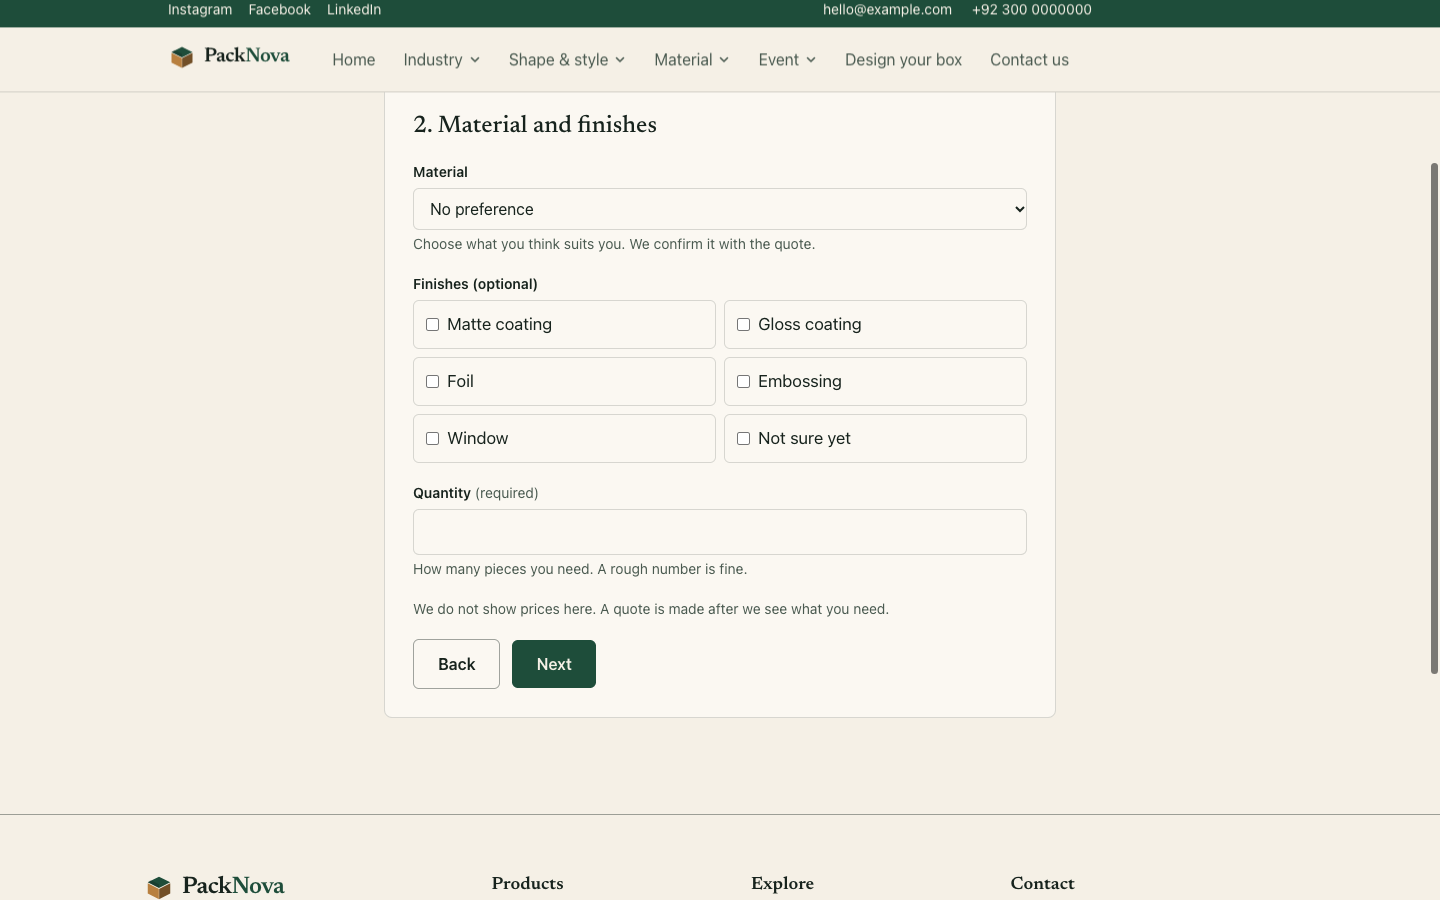 Instagram Facebook LinkedIn hello@example.com +92 300 0000000
PackNova Home Industry Shape & style Material Event Design your box Contact us
2. Material and finishes
Material
No preference
Choose what you think suits you. We confirm it with the quote.
Finishes (optional)
Matte coating Gloss coating
Foil Embossing
Window Not sure yet
Quantity (required)
How many pieces you need. A rough number is fine.
We do not show prices here. A quote is made after we see what you need.
Back Next
PackNova Products Explore Contact